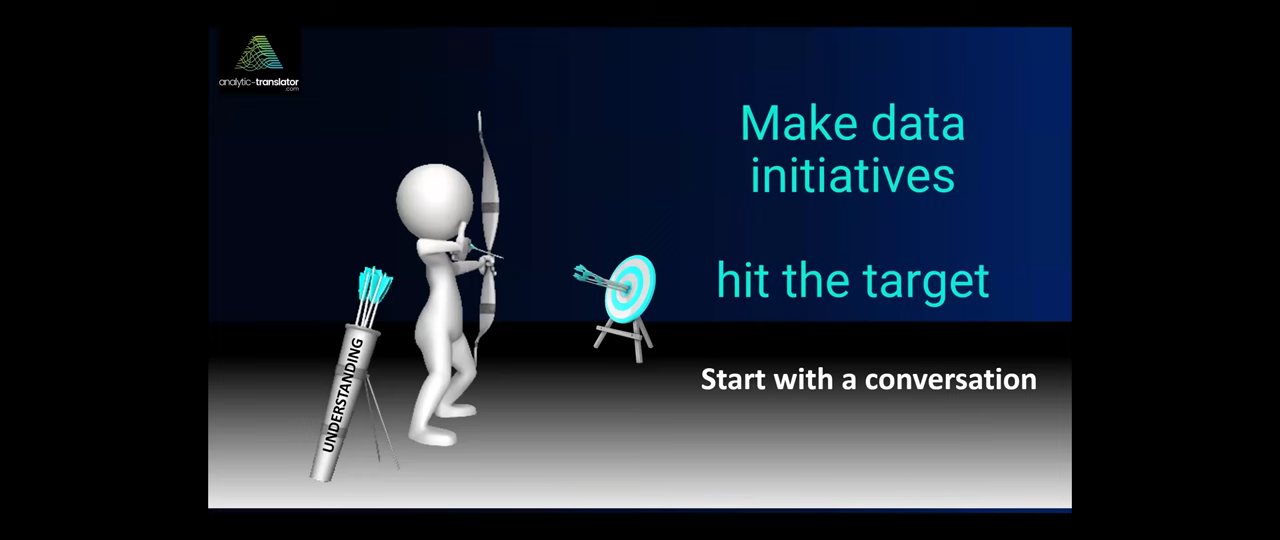 analytic-translator
.com
Make data
initiatives
hit the target
Start with a conversation
UNDERSTANDING